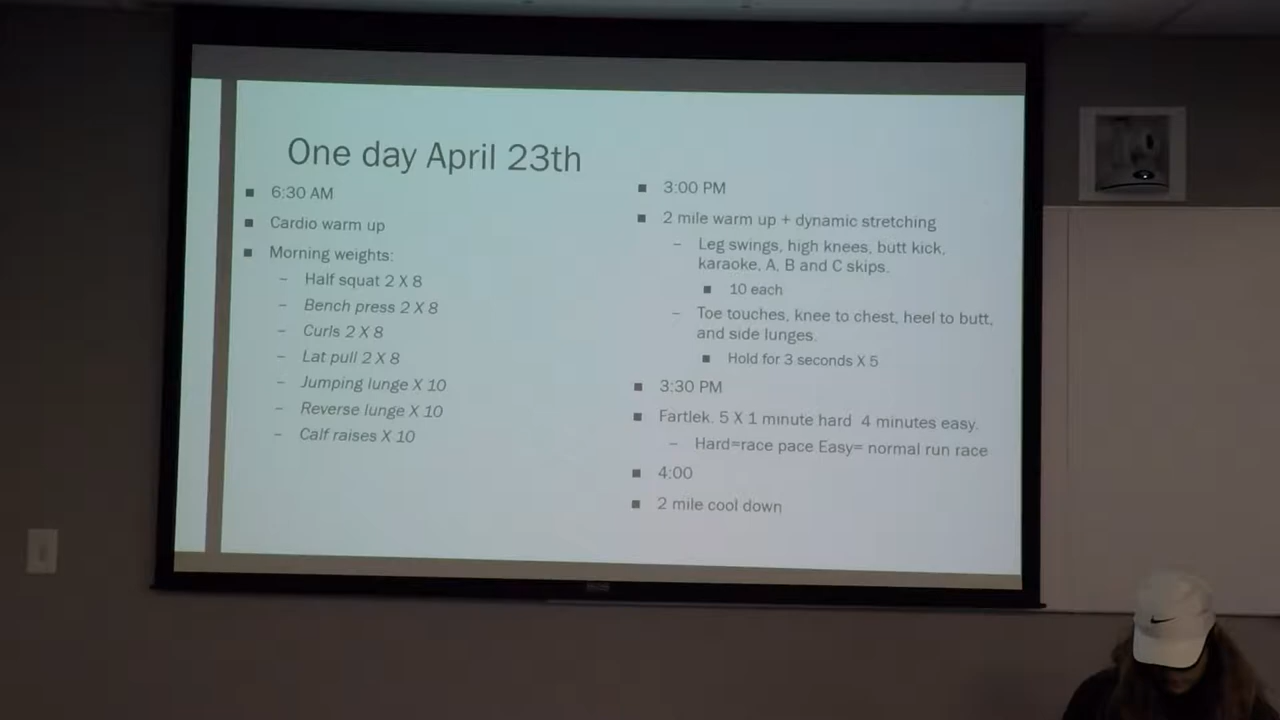 One day April 23th
6:30 AM
Cardio warm up
Morning weights:
Half squat 2 X 8
Bench press 2 X 8
Curls 2 X 8
Lat pull 2 X 8
Jumping lunge X 10
Reverse lunge X 10
Calf raises X 10
3:00 PM
2 mile warm up + dynamic stretching
Leg swings, high knees, butt kick,
karaoke, A, B and C skips.
10 each
Toe touches, knee to chest, heel to butt,
and side lunges.
Hold for 3 seconds X 5
3:30 PM
Fartlek. 5 X 1 minute hard 4 minutes easy.
Hard=race pace Easy= normal run race
4:00
2 mile cool down